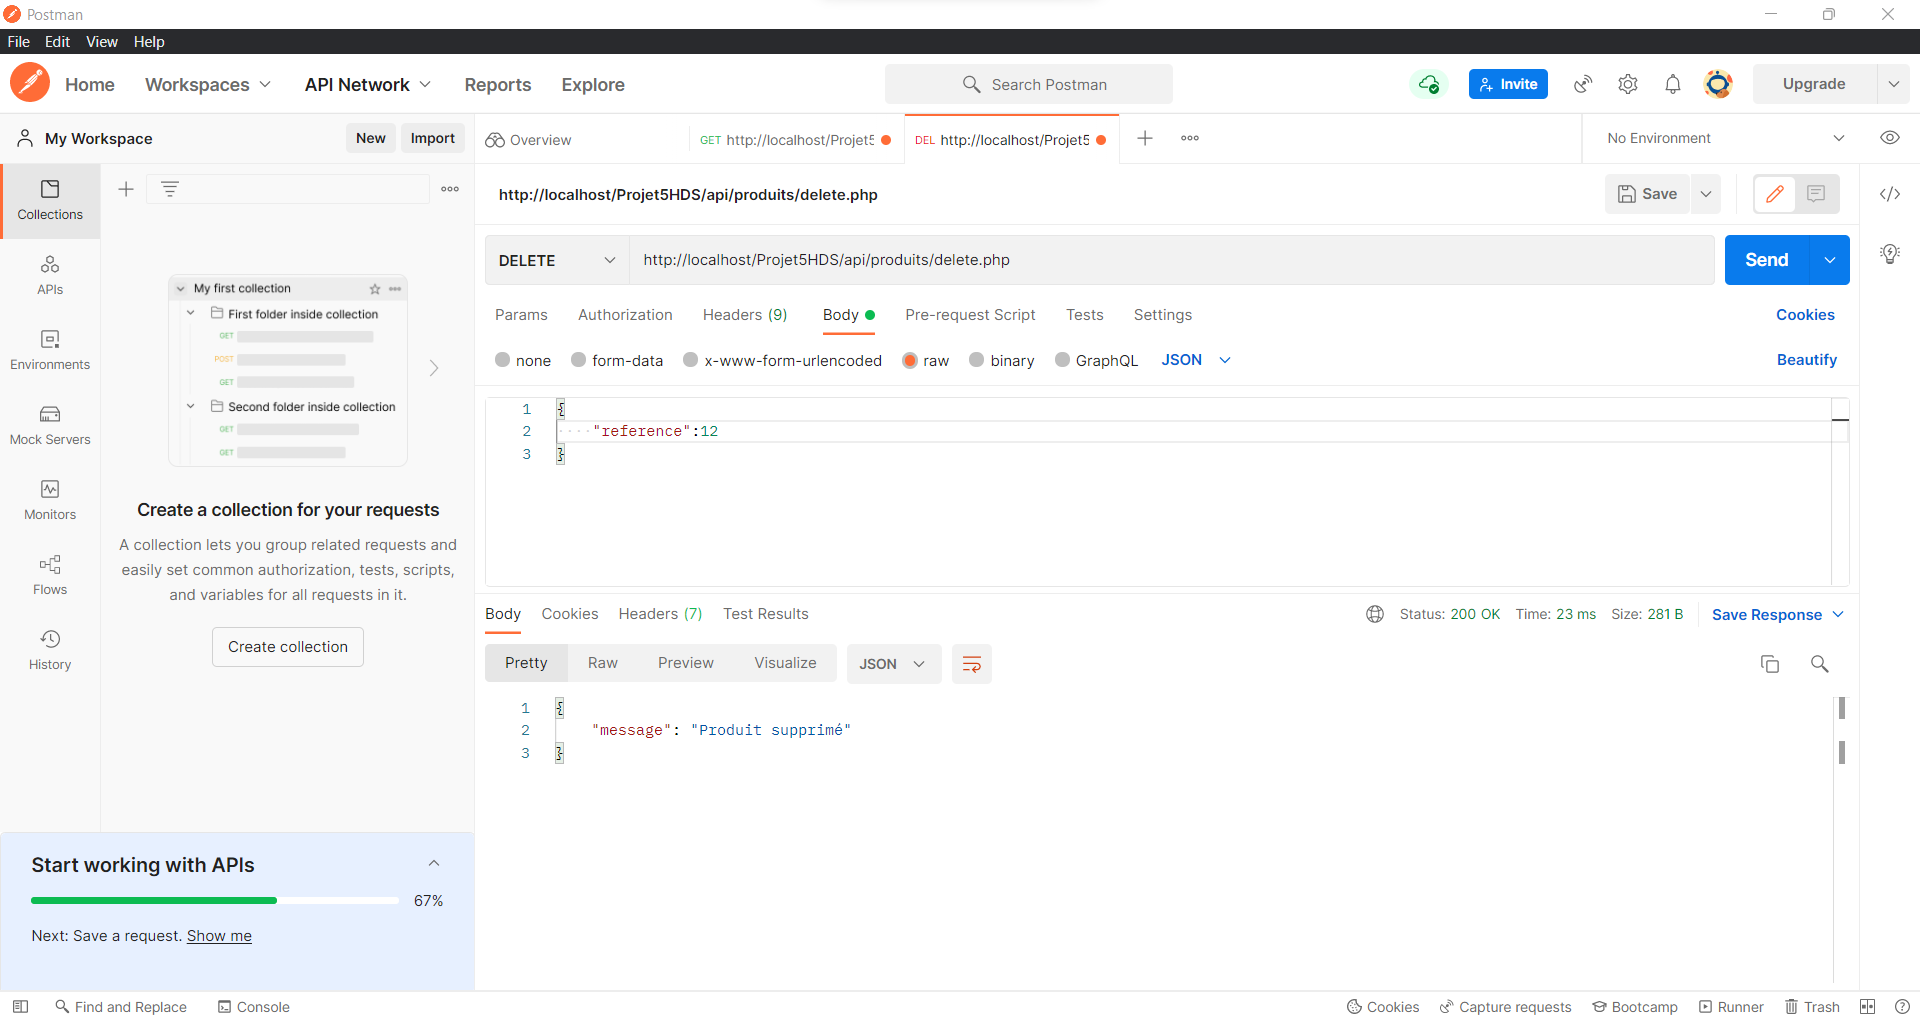 Postman
File Edit View Help
Home Workspaces API Network Reports Explore Search Postman Invite Upgrade
My Workspace New Import Overview GET http://localhost/Projet5 DEL http://localhost/Projet5 No Environment
Collections
APIs
Environments
Mock Servers
Monitors
Flows
History
My first collection
First folder inside collection
GET
POST
GET
Second folder inside collection
GET
GET
Create a collection for your requests
A collection lets you group related requests and
easily set common authorization, tests, scripts,
and variables for all requests in it.
Create collection
Start working with APIs
67%
Next: Save a request. Show me
http://localhost/Projet5HDS/api/produits/delete.php Save
DELETE http://localhost/Projet5HDS/api/produits/delete.php Send
Params Authorization Headers (9) Body Pre-request Script Tests Settings Cookies
none form-data x-www-form-urlencoded raw binary GraphQL JSON Beautify
1 {
2 ····"reference":12
3 }
Body Cookies Headers (7) Test Results Status: 200 OK Time: 23 ms Size: 281 B Save Response
Pretty Raw Preview Visualize JSON
1 {
2 "message": "Produit supprimé"
3 }
Find and Replace Console Cookies Capture requests Bootcamp Runner Trash